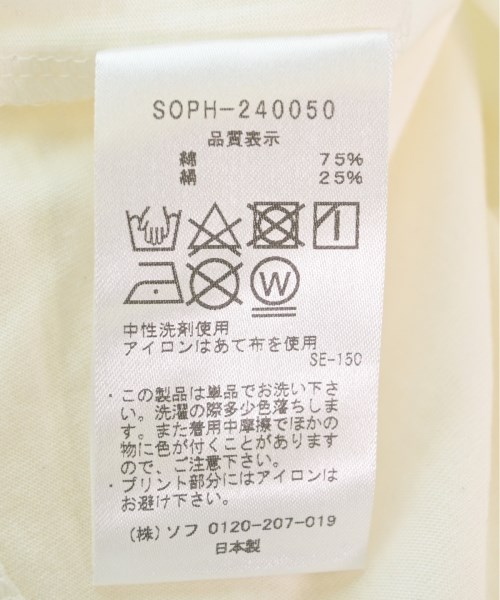 SOPH-240050
品質表示
綿 75%
絹 25%
W
中性洗剤使用
アイロンはあて布を使用
SE-150
・この製品は単品でお洗い下さ
い。洗濯の際多少色落ちしま
す。また着用中摩擦でほかの
物に色が付くことがあります
ので、ご注意下さい。
・プリント部分にはアイロンは
お避け下さい。
(株)ソフ 0120-207-019
日本製